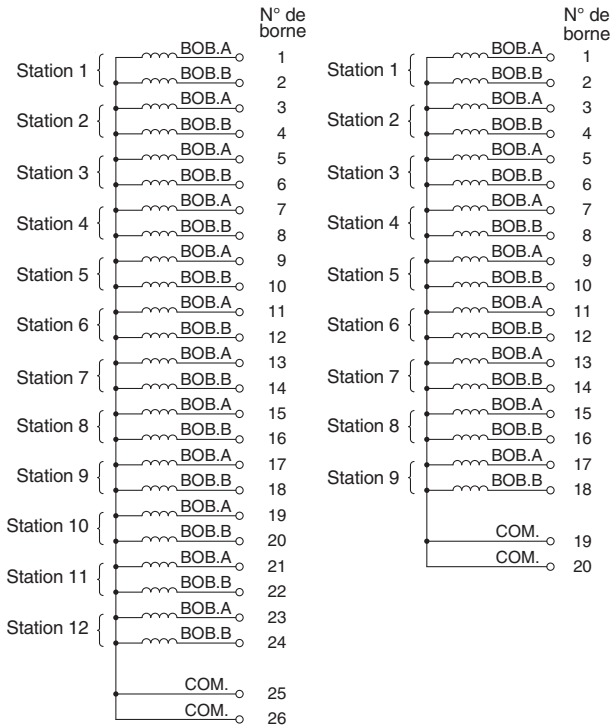 N° de
borne
Station 1
BOB.A 1
BOB.B 2
Station 2
BOB.A 3
BOB.B 4
Station 3
BOB.A 5
BOB.B 6
Station 4
BOB.A 7
BOB.B 8
Station 5
BOB.A 9
BOB.B 10
Station 6
BOB.A 11
BOB.B 12
Station 7
BOB.A 13
BOB.B 14
Station 8
BOB.A 15
BOB.B 16
Station 9
BOB.A 17
BOB.B 18
Station 10
BOB.A 19
BOB.B 20
Station 11
BOB.A 21
BOB.B 22
Station 12
BOB.A 23
BOB.B 24
COM. 25
COM. 26
N° de
borne
Station 1
BOB.A 1
BOB.B 2
Station 2
BOB.A 3
BOB.B 4
Station 3
BOB.A 5
BOB.B 6
Station 4
BOB.A 7
BOB.B 8
Station 5
BOB.A 9
BOB.B 10
Station 6
BOB.A 11
BOB.B 12
Station 7
BOB.A 13
BOB.B 14
Station 8
BOB.A 15
BOB.B 16
Station 9
BOB.A 17
BOB.B 18
COM. 19
COM. 20